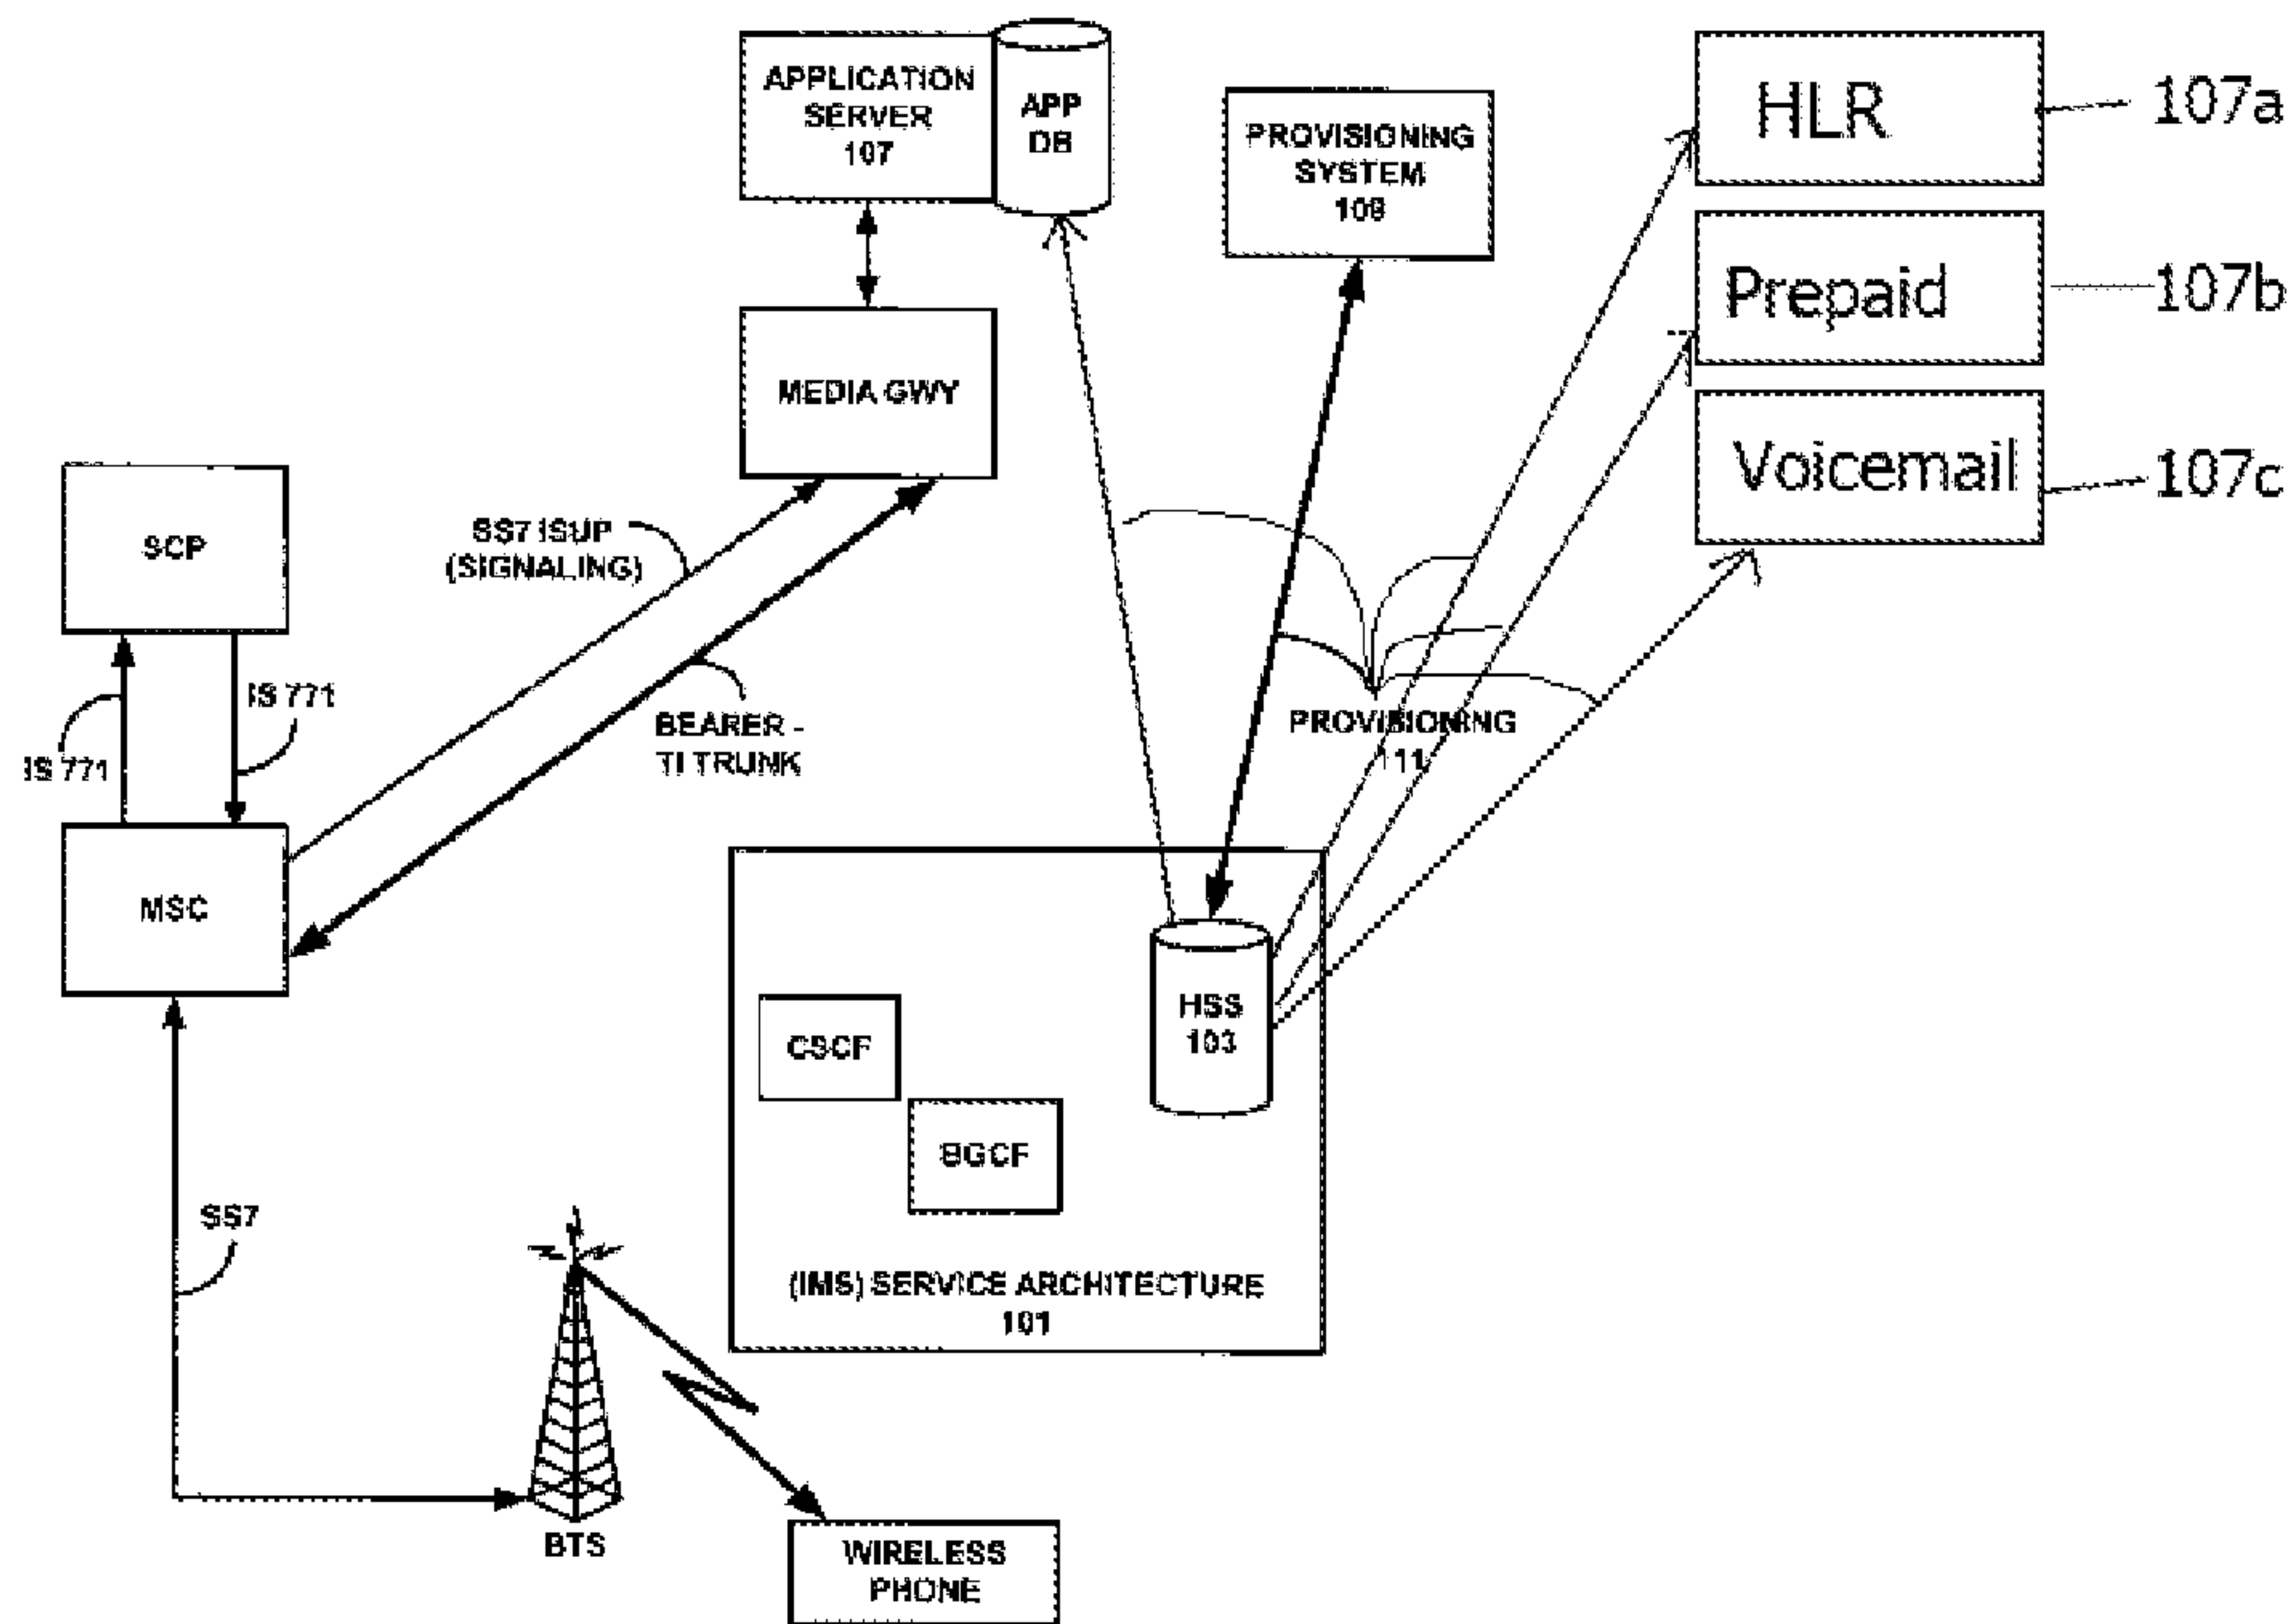 APPLICATION
SERVER
107
APP
DB
PROVISIONING
SYSTEM
109
HLR
107a
Prepaid
107b
Voicemail
107c
MEDIA GWY
SCP
SS7 ISUP
(SIGNALING)
IS 771
IS 771
BEARER -
TI TRUNK
PROVISIONING
111
MSC
HSS
103
CSCF
BGCF
SS7
(IMS) SERVICE ARCHITECTURE
101
BTS
WIRELESS
PHONE